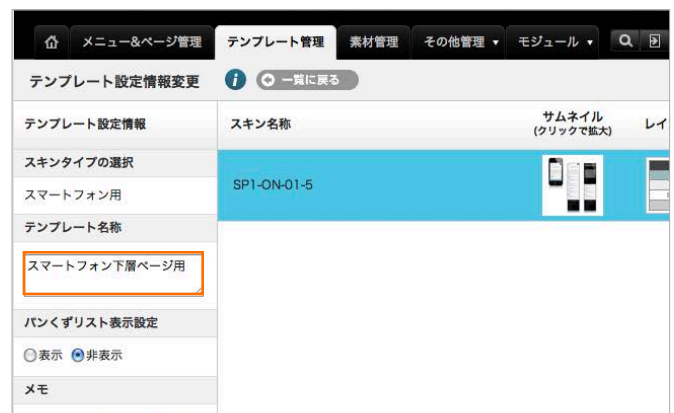 メニュー&ページ管理 テンプレート管理 素材管理 その他管理 ▼ モジュール ▼
テンプレート設定情報変更 i 一覧に戻る
テンプレート設定情報 スキン名称 サムネイル レイ
(クリックで拡大)
スキンタイプの選択
スマートフォン用 SP1-ON-01-5
テンプレート名称
スマートフォン下層ページ用
パンくずリスト表示設定
表示 非表示
メモ